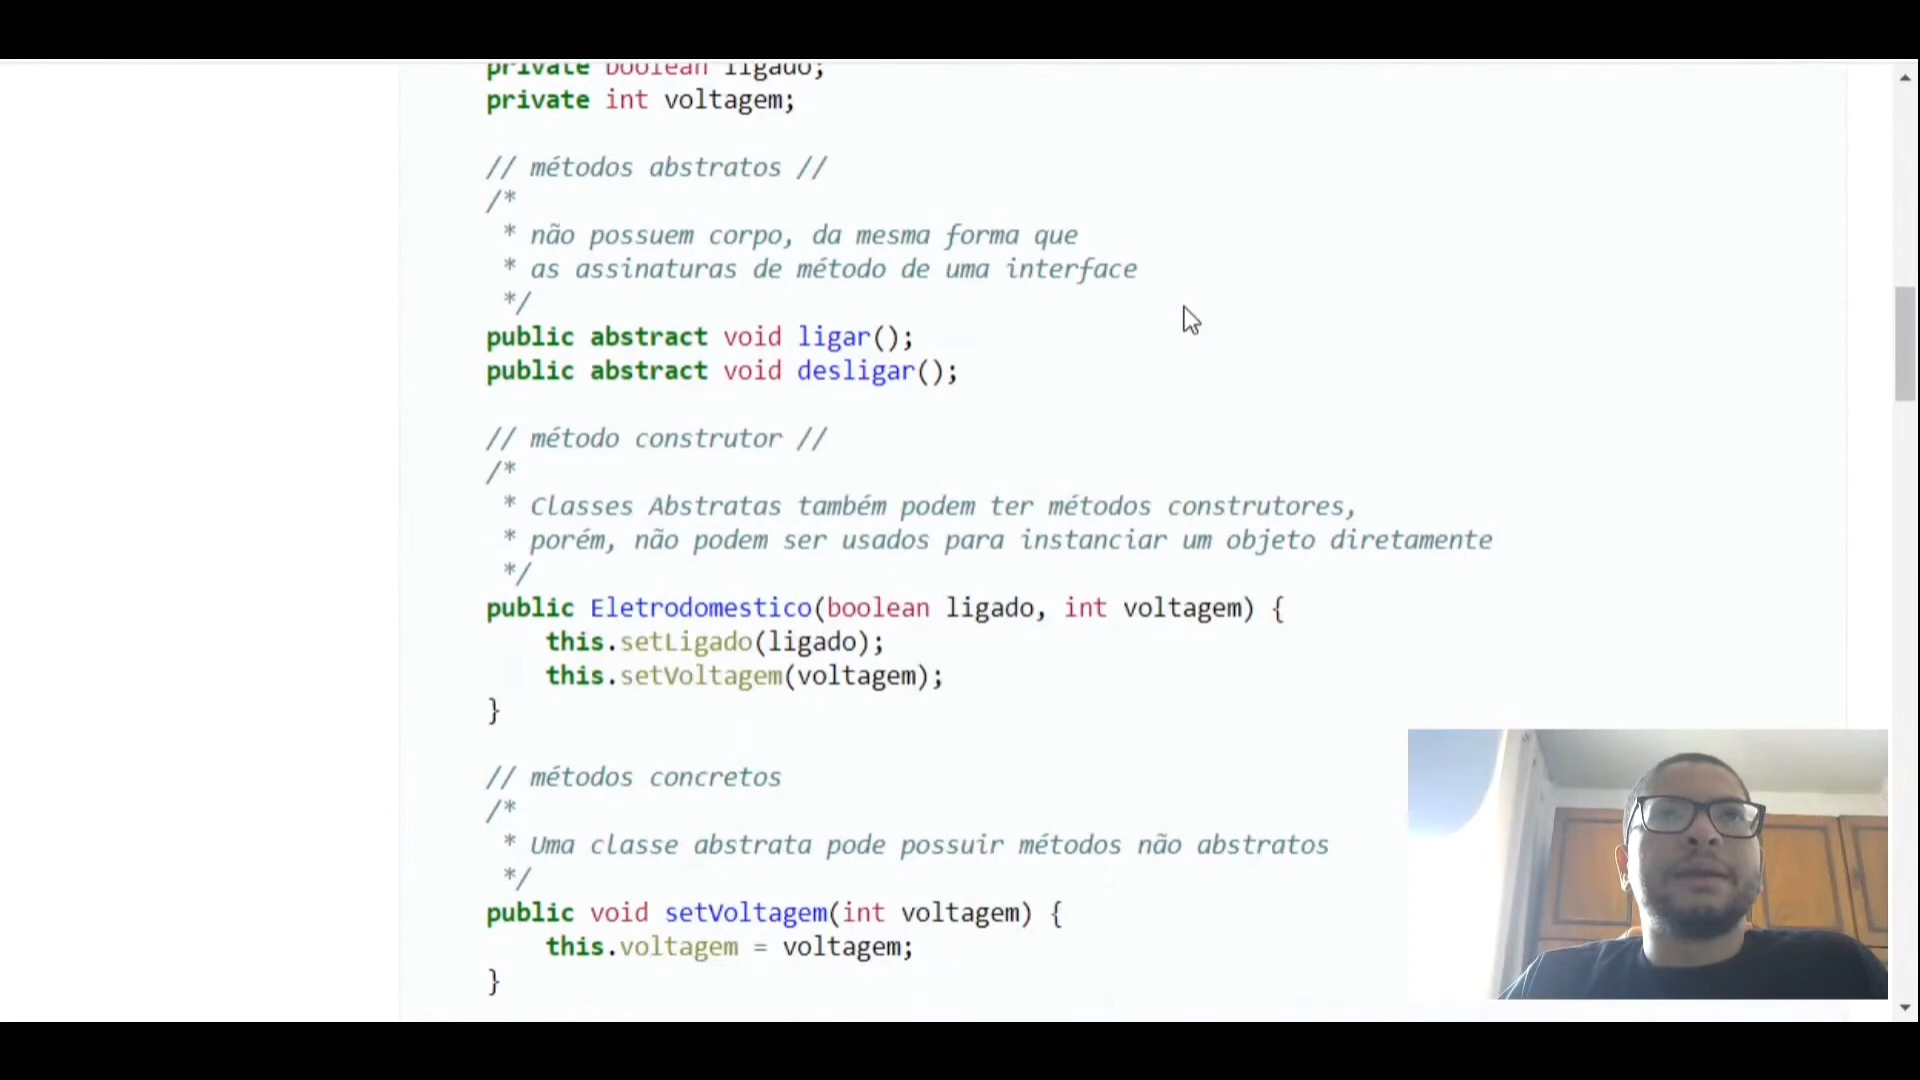 private boolean ligado;
private int voltagem;
// métodos abstratos //
/*
* não possuem corpo, da mesma forma que
* as assinaturas de método de uma interface
*/
public abstract void ligar();
public abstract void desligar();
// método construtor //
/*
* Classes Abstratas também podem ter métodos construtores,
* porém, não podem ser usados para instanciar um objeto diretamente
*/
public Eletrodomestico(boolean ligado, int voltagem) {
this.setLigado(ligado);
this.setVoltagem(voltagem);
}
// métodos concretos
/*
* Uma classe abstrata pode possuir métodos não abstratos
*/
public void setVoltagem(int voltagem) {
this.voltagem = voltagem;
}